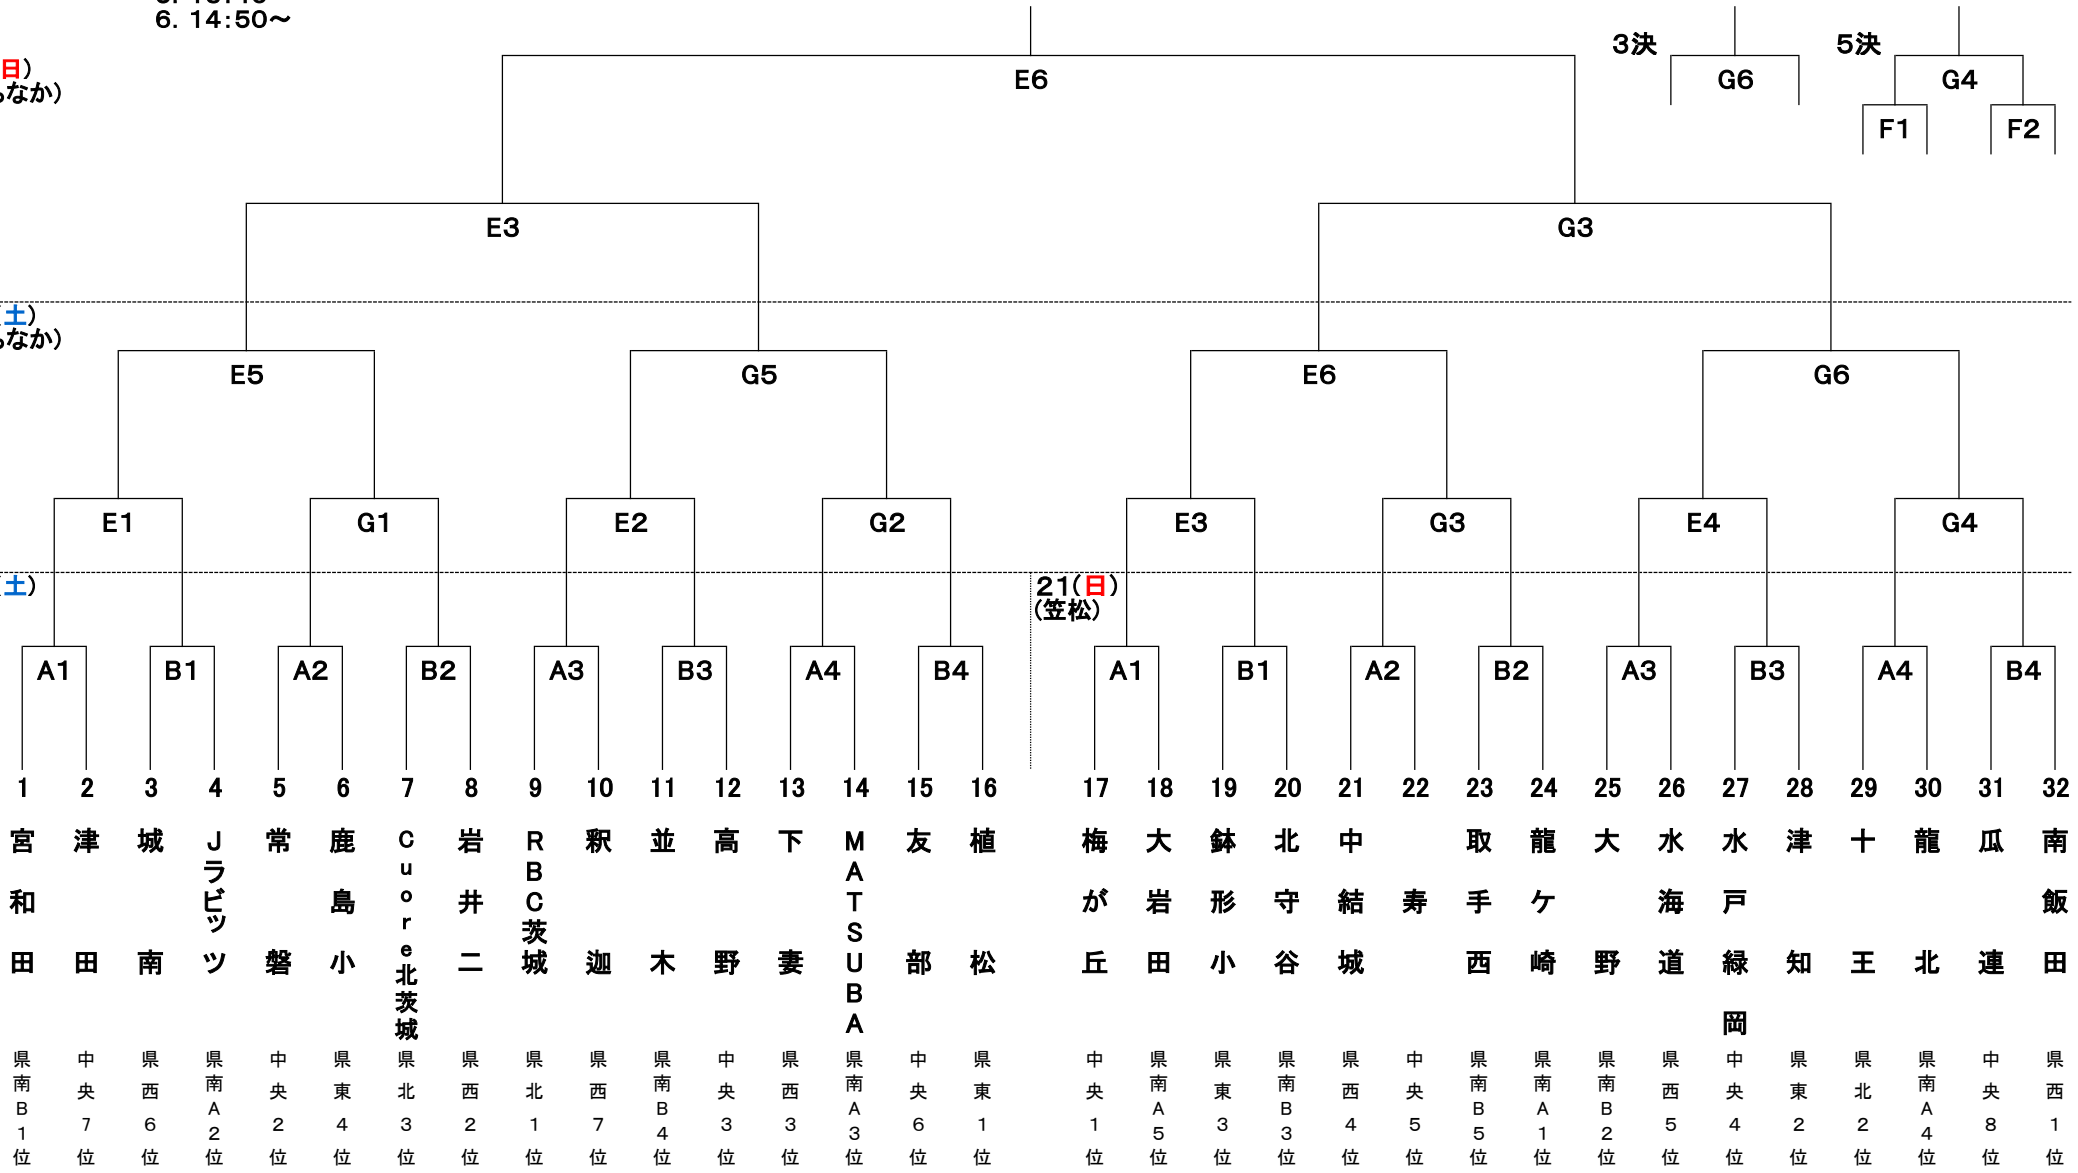 6. 14:50～
3決
5決
日)
E6
G6
G4
なか)
F1 F2
E3 G3
土)
なか)
E5 G5 E6 G6
E1 G1 E2 G2 E3 G3 E4 G4
土)
21(日)
(笠松)
A1 B1 A2 B2 A3 B3 A4 B4 A1 B1 A2 B2 A3 B3 A4 B4
1 2 3 4 5 6 7 8 9 10 11 12 13 14 15 16 17 18 19 20 21 22 23 24 25 26 27 28 29 30 31 32
宮和田
津田
城南
Jラビッツ
常磐
鹿島小
Cuore北茨城
岩井二
RBC茨城
釈迦
並木
高野
下妻
MATSUBA
友部
植松
梅が丘
大岩田
鉢形小
北守谷
中結城
寿
取手西
龍ケ崎
大野
水海道
水戸緑岡
津知
十王
龍北
瓜連
南飯田
県南B1位
中央7位
県西6位
県南A2位
中央2位
県東4位
県北3位
県西2位
県北1位
県西7位
県南B4位
中央3位
県西3位
県南A3位
中央6位
県東1位
中央1位
県南A5位
県東3位
県南B3位
県西4位
中央5位
県南B5位
県南A1位
県南B2位
県西5位
中央4位
県東2位
県北2位
県南A4位
中央8位
県西1位